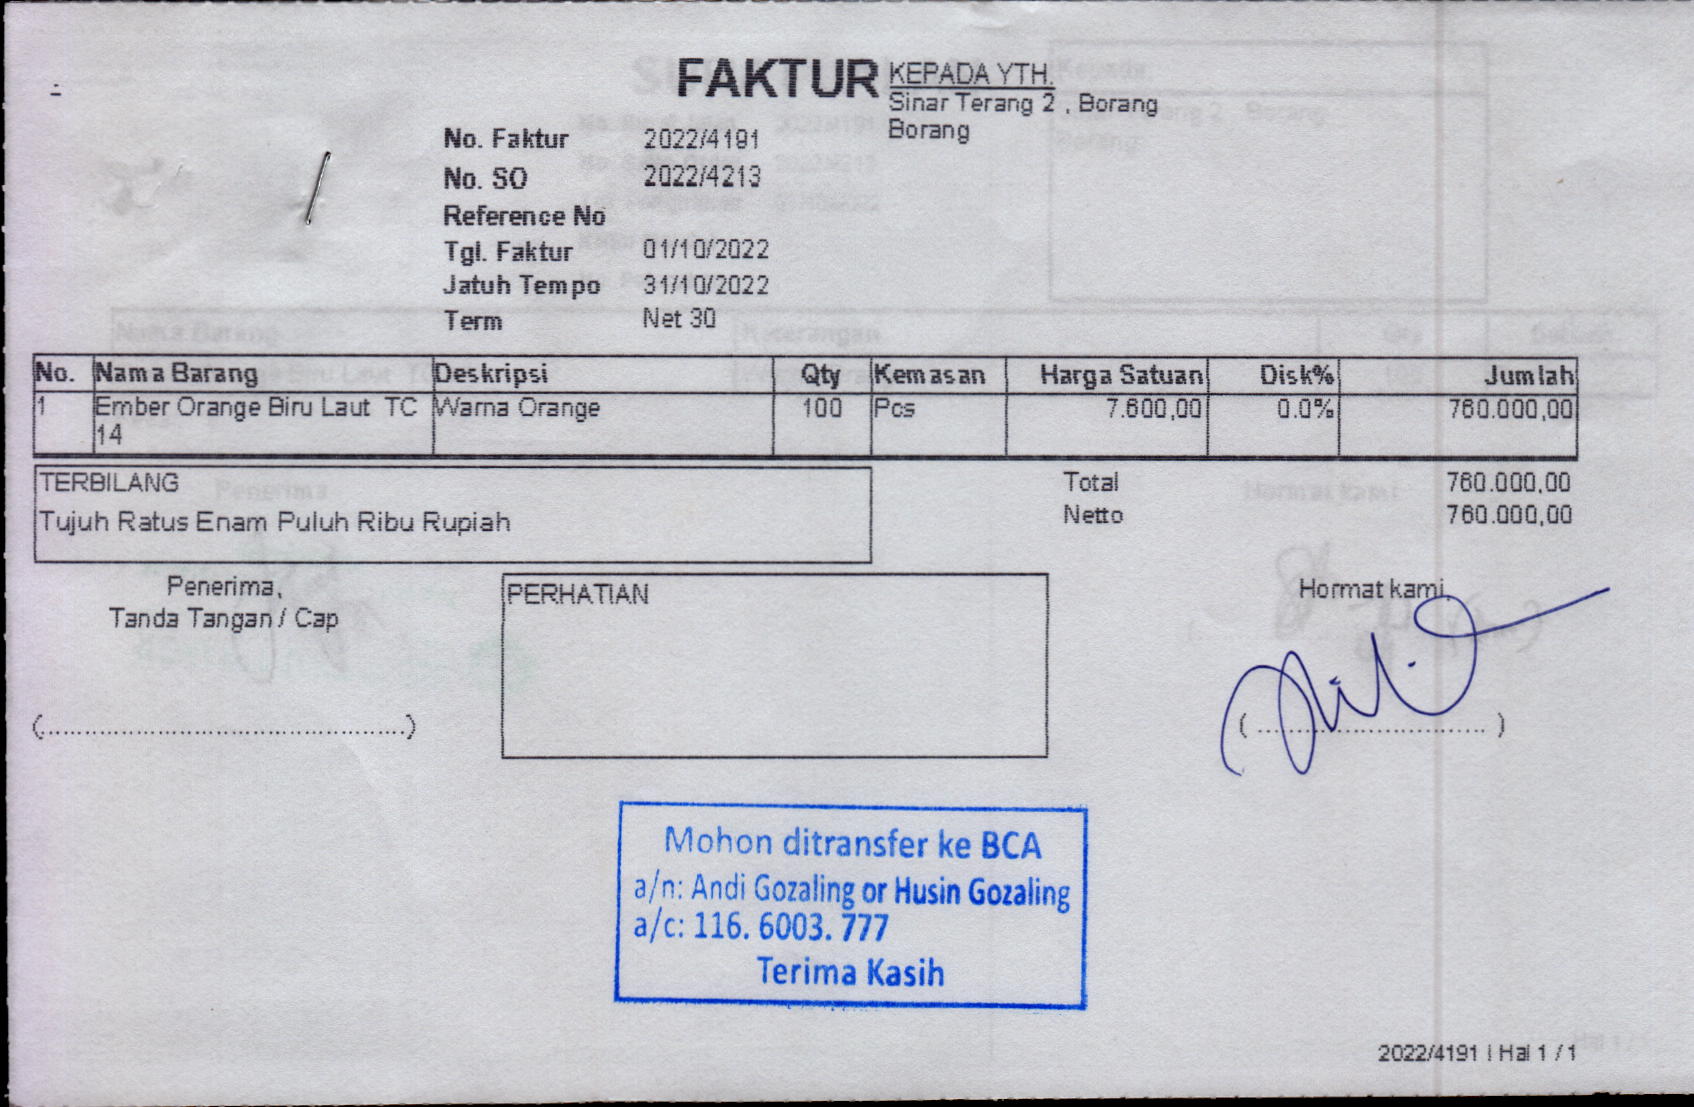 FAKTUR
KEPADA YTH.
Sinar Terang 2 , Borang
Borang
No. Faktur 2022/4191
No. SO 2022/4213
Reference No
Tgl. Faktur 01/10/2022
Jatuh Tempo 31/10/2022
Term Net 30
No. Nama Barang Deskripsi Qty Kemasan Harga Satuan Disk% Jumlah
1 Ember Orange Biru Laut TC Warna Orange 100 Pcs 7.600,00 0.0% 760.000,00
14
TERBILANG
Tujuh Ratus Enam Puluh Ribu Rupiah
Total 760.000,00
Netto 760.000,00
Penerima,
Tanda Tangan / Cap
PERHATIAN
Hormat kami,
Mohon ditransfer ke BCA
a/n: Andi Gozaling or Husin Gozaling
a/c: 116. 6003. 777
Terima Kasih
2022/4191 | Hal 1 / 1